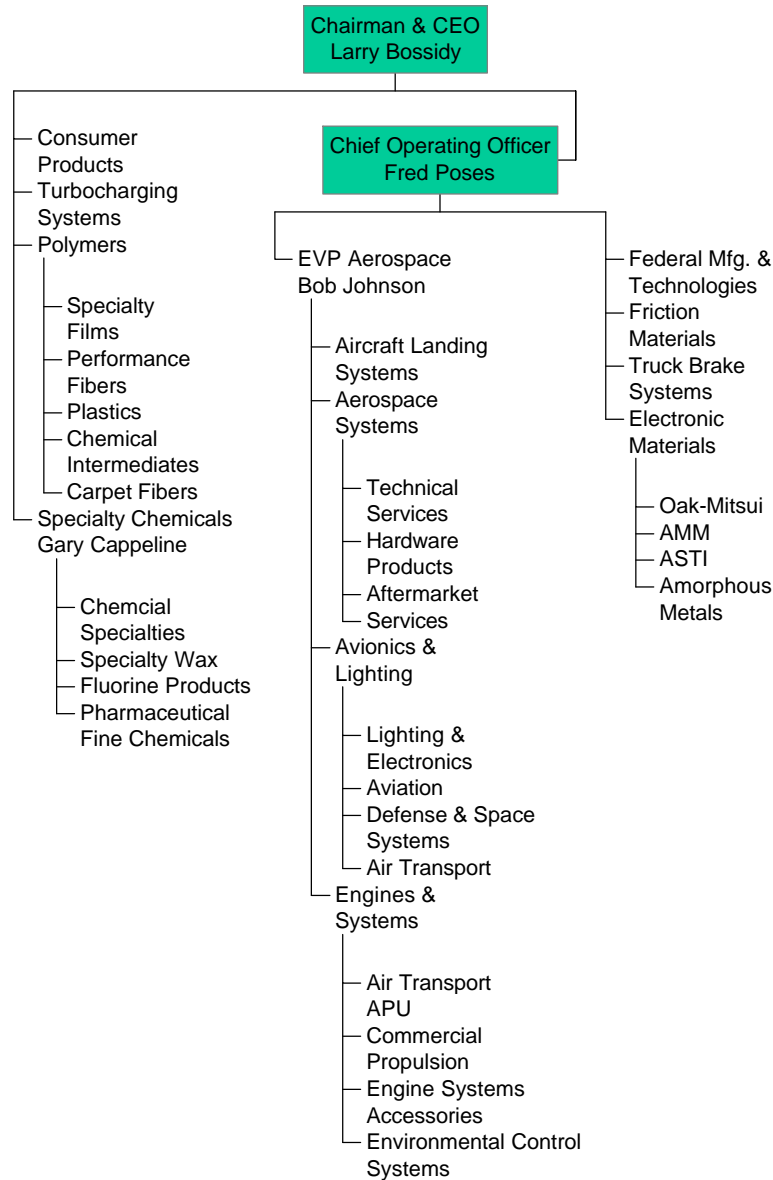 Chairman & CEO
Larry Bossidy
Chief Operating Officer
Fred Poses
Consumer
Products
Turbocharging
Systems
Polymers
Specialty
Films
Performance
Fibers
Plastics
Chemical
Intermediates
Carpet Fibers
Specialty Chemicals
Gary Cappeline
Chemcial
Specialties
Specialty Wax
Fluorine Products
Pharmaceutical
Fine Chemicals
EVP Aerospace
Bob Johnson
Aircraft Landing
Systems
Aerospace
Systems
Technical
Services
Hardware
Products
Aftermarket
Services
Avionics &
Lighting
Lighting &
Electronics
Aviation
Defense & Space
Systems
Air Transport
Engines &
Systems
Air Transport
APU
Commercial
Propulsion
Engine Systems
Accessories
Environmental Control
Systems
Federal Mfg. &
Technologies
Friction
Materials
Truck Brake
Systems
Electronic
Materials
Oak-Mitsui
AMM
ASTI
Amorphous
Metals